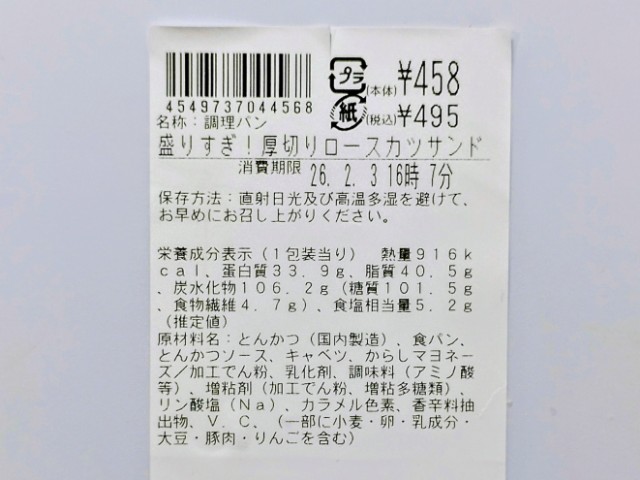 プラ (本体) ¥458
4549737044568 紙 (税込) ¥495
名称：調理パン
盛りすぎ！厚切りロースカツサンド
消費期限 26. 2. 3 16時 7分
保存方法：直射日光及び高温多湿を避けて、
お早めにお召し上がりください。
栄養成分表示（1包装当り） 熱量916k
cal、蛋白質33.9g、脂質40.5g
、炭水化物106.2g（糖質101.5g
、食物繊維4.7g）、食塩相当量5.2g
（推定値）
原材料名：とんかつ（国内製造）、食パン、
とんかつソース、キャベツ、からしマヨネー
ズ／加工でん粉、乳化剤、調味料（アミノ酸
等）、増粘剤（加工でん粉、増粘多糖類）、
リン酸塩（Na）、カラメル色素、香辛料抽
出物、V．C．、（一部に小麦・卵・乳成分・
大豆・豚肉・りんごを含む）